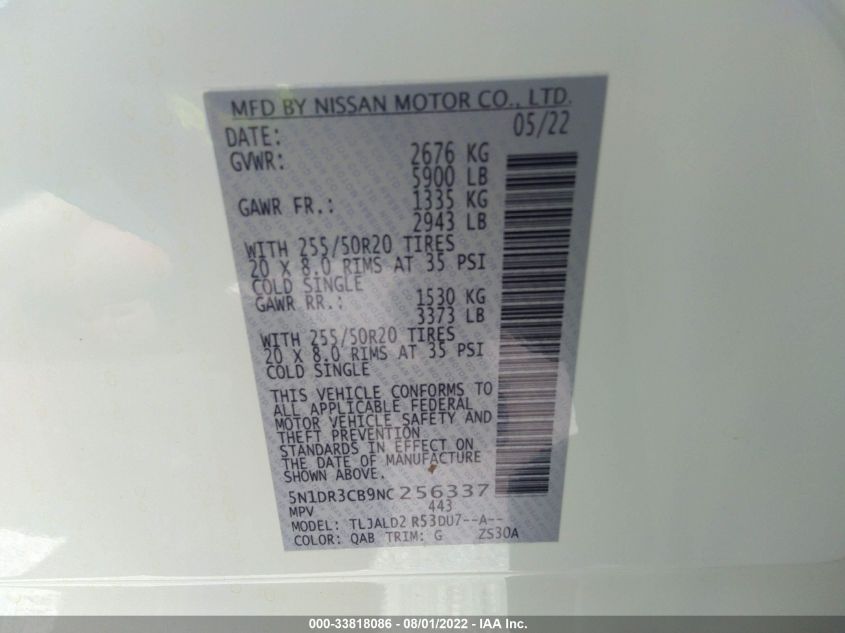 MFD BY NISSAN MOTOR CO., LTD.
DATE: 05/22
GVWR: 2676 KG
5900 LB
GAWR FR.: 1335 KG
2943 LB
WITH 255/50R20 TIRES
20 X 8.0 RIMS AT 35 PSI
COLD SINGLE
GAWR RR.: 1530 KG
3373 LB
WITH 255/50R20 TIRES
20 X 8.0 RIMS AT 35 PSI
COLD SINGLE
THIS VEHICLE CONFORMS TO
ALL APPLICABLE FEDERAL
MOTOR VEHICLE SAFETY AND
THEFT PREVENTION
STANDARDS IN EFFECT ON
THE DATE OF MANUFACTURE
SHOWN ABOVE.
5N1DR3CB9NC256337
MPV 443
MODEL: TLJALD2 R53DU7--A--
COLOR: QAB TRIM: G ZS30A
000-33818086 - 08/01/2022 - IAA Inc.